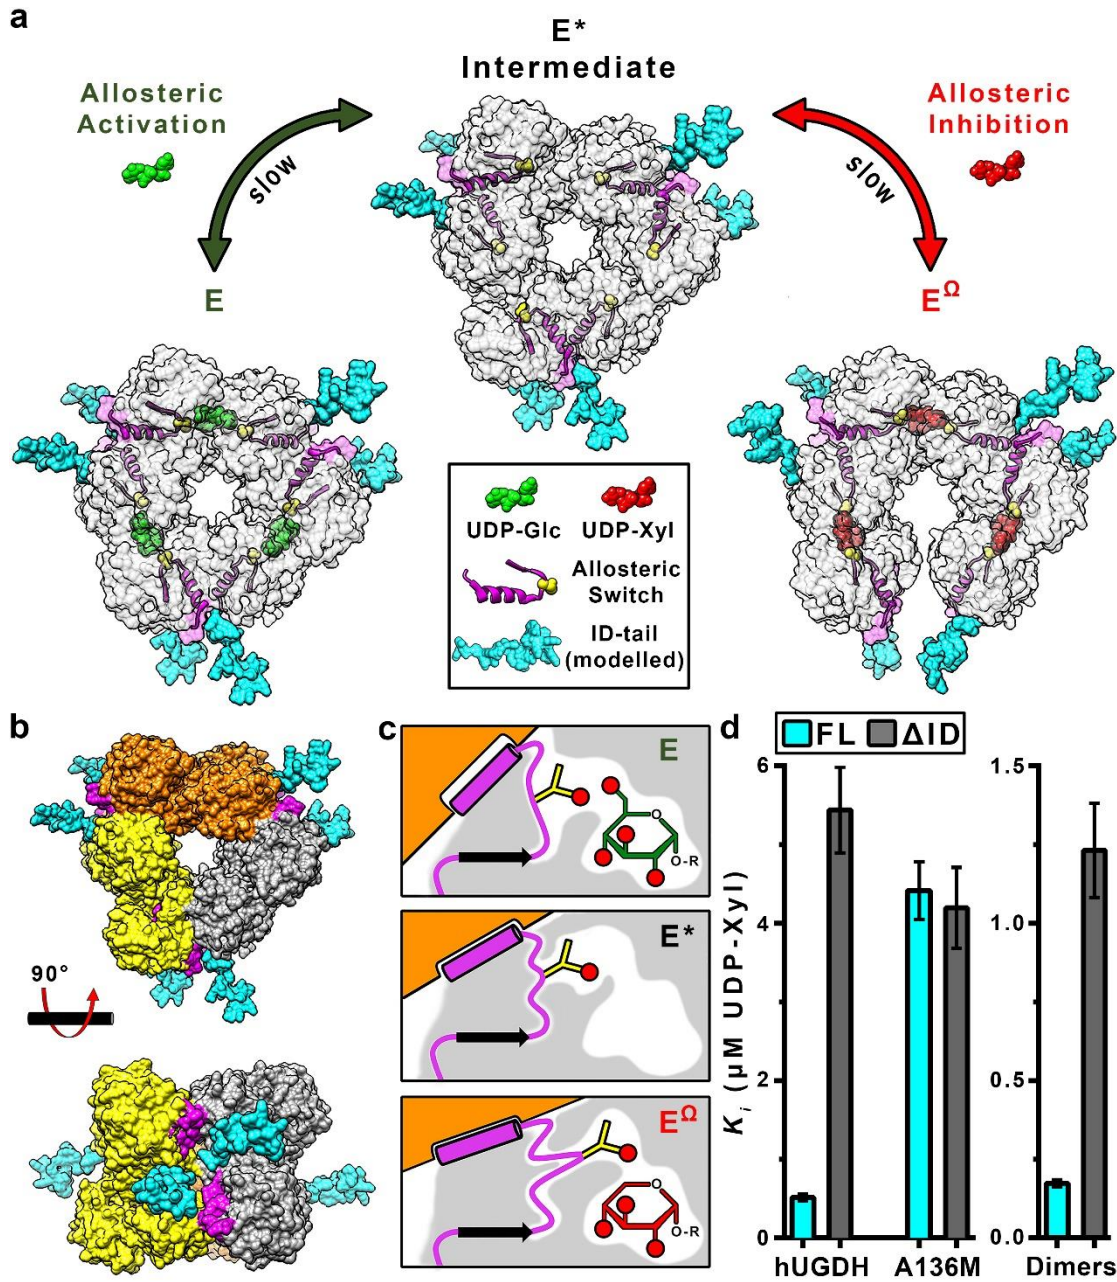 a
E*
Intermediate
Allosteric
Activation
slow
Allosteric
Inhibition
slow
E
E^Ω
UDP-Glc UDP-Xyl
Allosteric
Switch
ID-tail
(modelled)
b
90°
c
E
O
O-R
E*
E^Ω
O
O-R
d
FL ΔID
K_i (μM UDP-Xyl)
6
4
2
0
1.5
1.0
0.5
0.0
hUGDH A136M Dimers